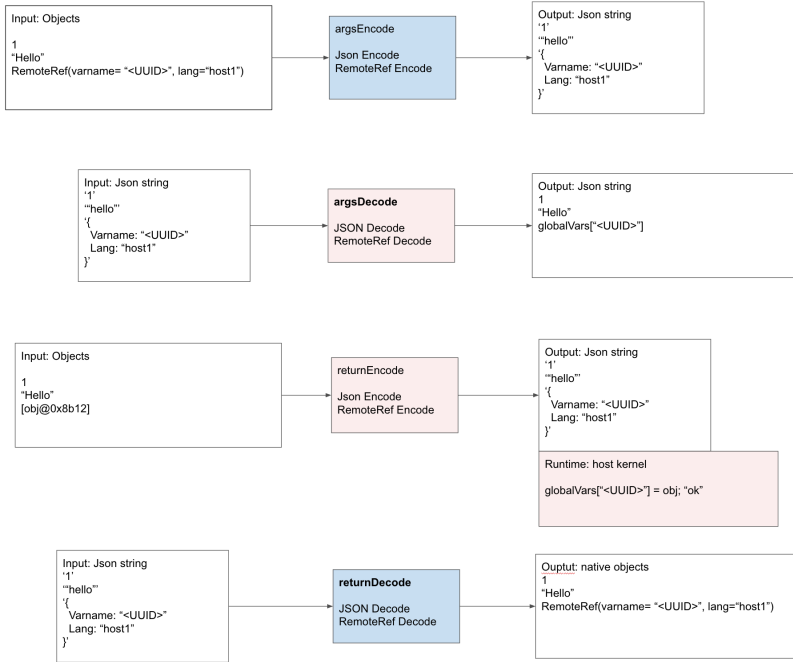 Input: Objects
1
“Hello”
RemoteRef(varname= “<UUID>”, lang=“host1”)
argsEncode
Json Encode
RemoteRef Encode
Output: Json string
‘1’
‘“hello”’
‘{
Varname: “<UUID>”
Lang: “host1”
}’
Input: Json string
‘1’
‘“hello”’
‘{
Varname: “<UUID>”
Lang: “host1”
}’
argsDecode
JSON Decode
RemoteRef Decode
Output: Json string
1
“Hello”
globalVars[“<UUID>”]
Input: Objects
1
“Hello”
[obj@0x8b12]
returnEncode
Json Encode
RemoteRef Encode
Output: Json string
‘1’
‘“hello”’
‘{
Varname: “<UUID>”
Lang: “host1”
}’
Runtime: host kernel
globalVars[“<UUID>”] = obj; “ok”
Input: Json string
‘1’
‘“hello”’
‘{
Varname: “<UUID>”
Lang: “host1”
}’
returnDecode
JSON Decode
RemoteRef Decode
Ouptut: native objects
1
“Hello”
RemoteRef(varname= “<UUID>”, lang=“host1”)